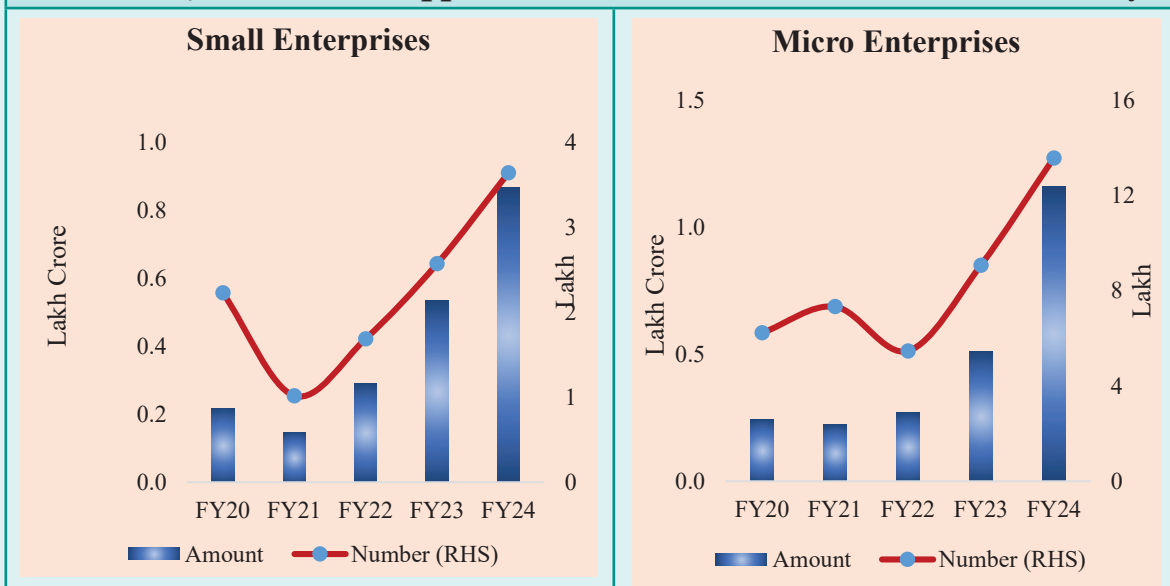 Small Enterprises
1.0
0.8
0.6
0.4
0.2
0.0
Lakh Crore
4
3
2
1
0
Lakh
FY20 FY21 FY22 FY23 FY24
Amount Number (RHS)
Micro Enterprises
1.5
1.0
0.5
0.0
Lakh Crore
16
12
8
4
0
Lakh
FY20 FY21 FY22 FY23 FY24
Amount Number (RHS)